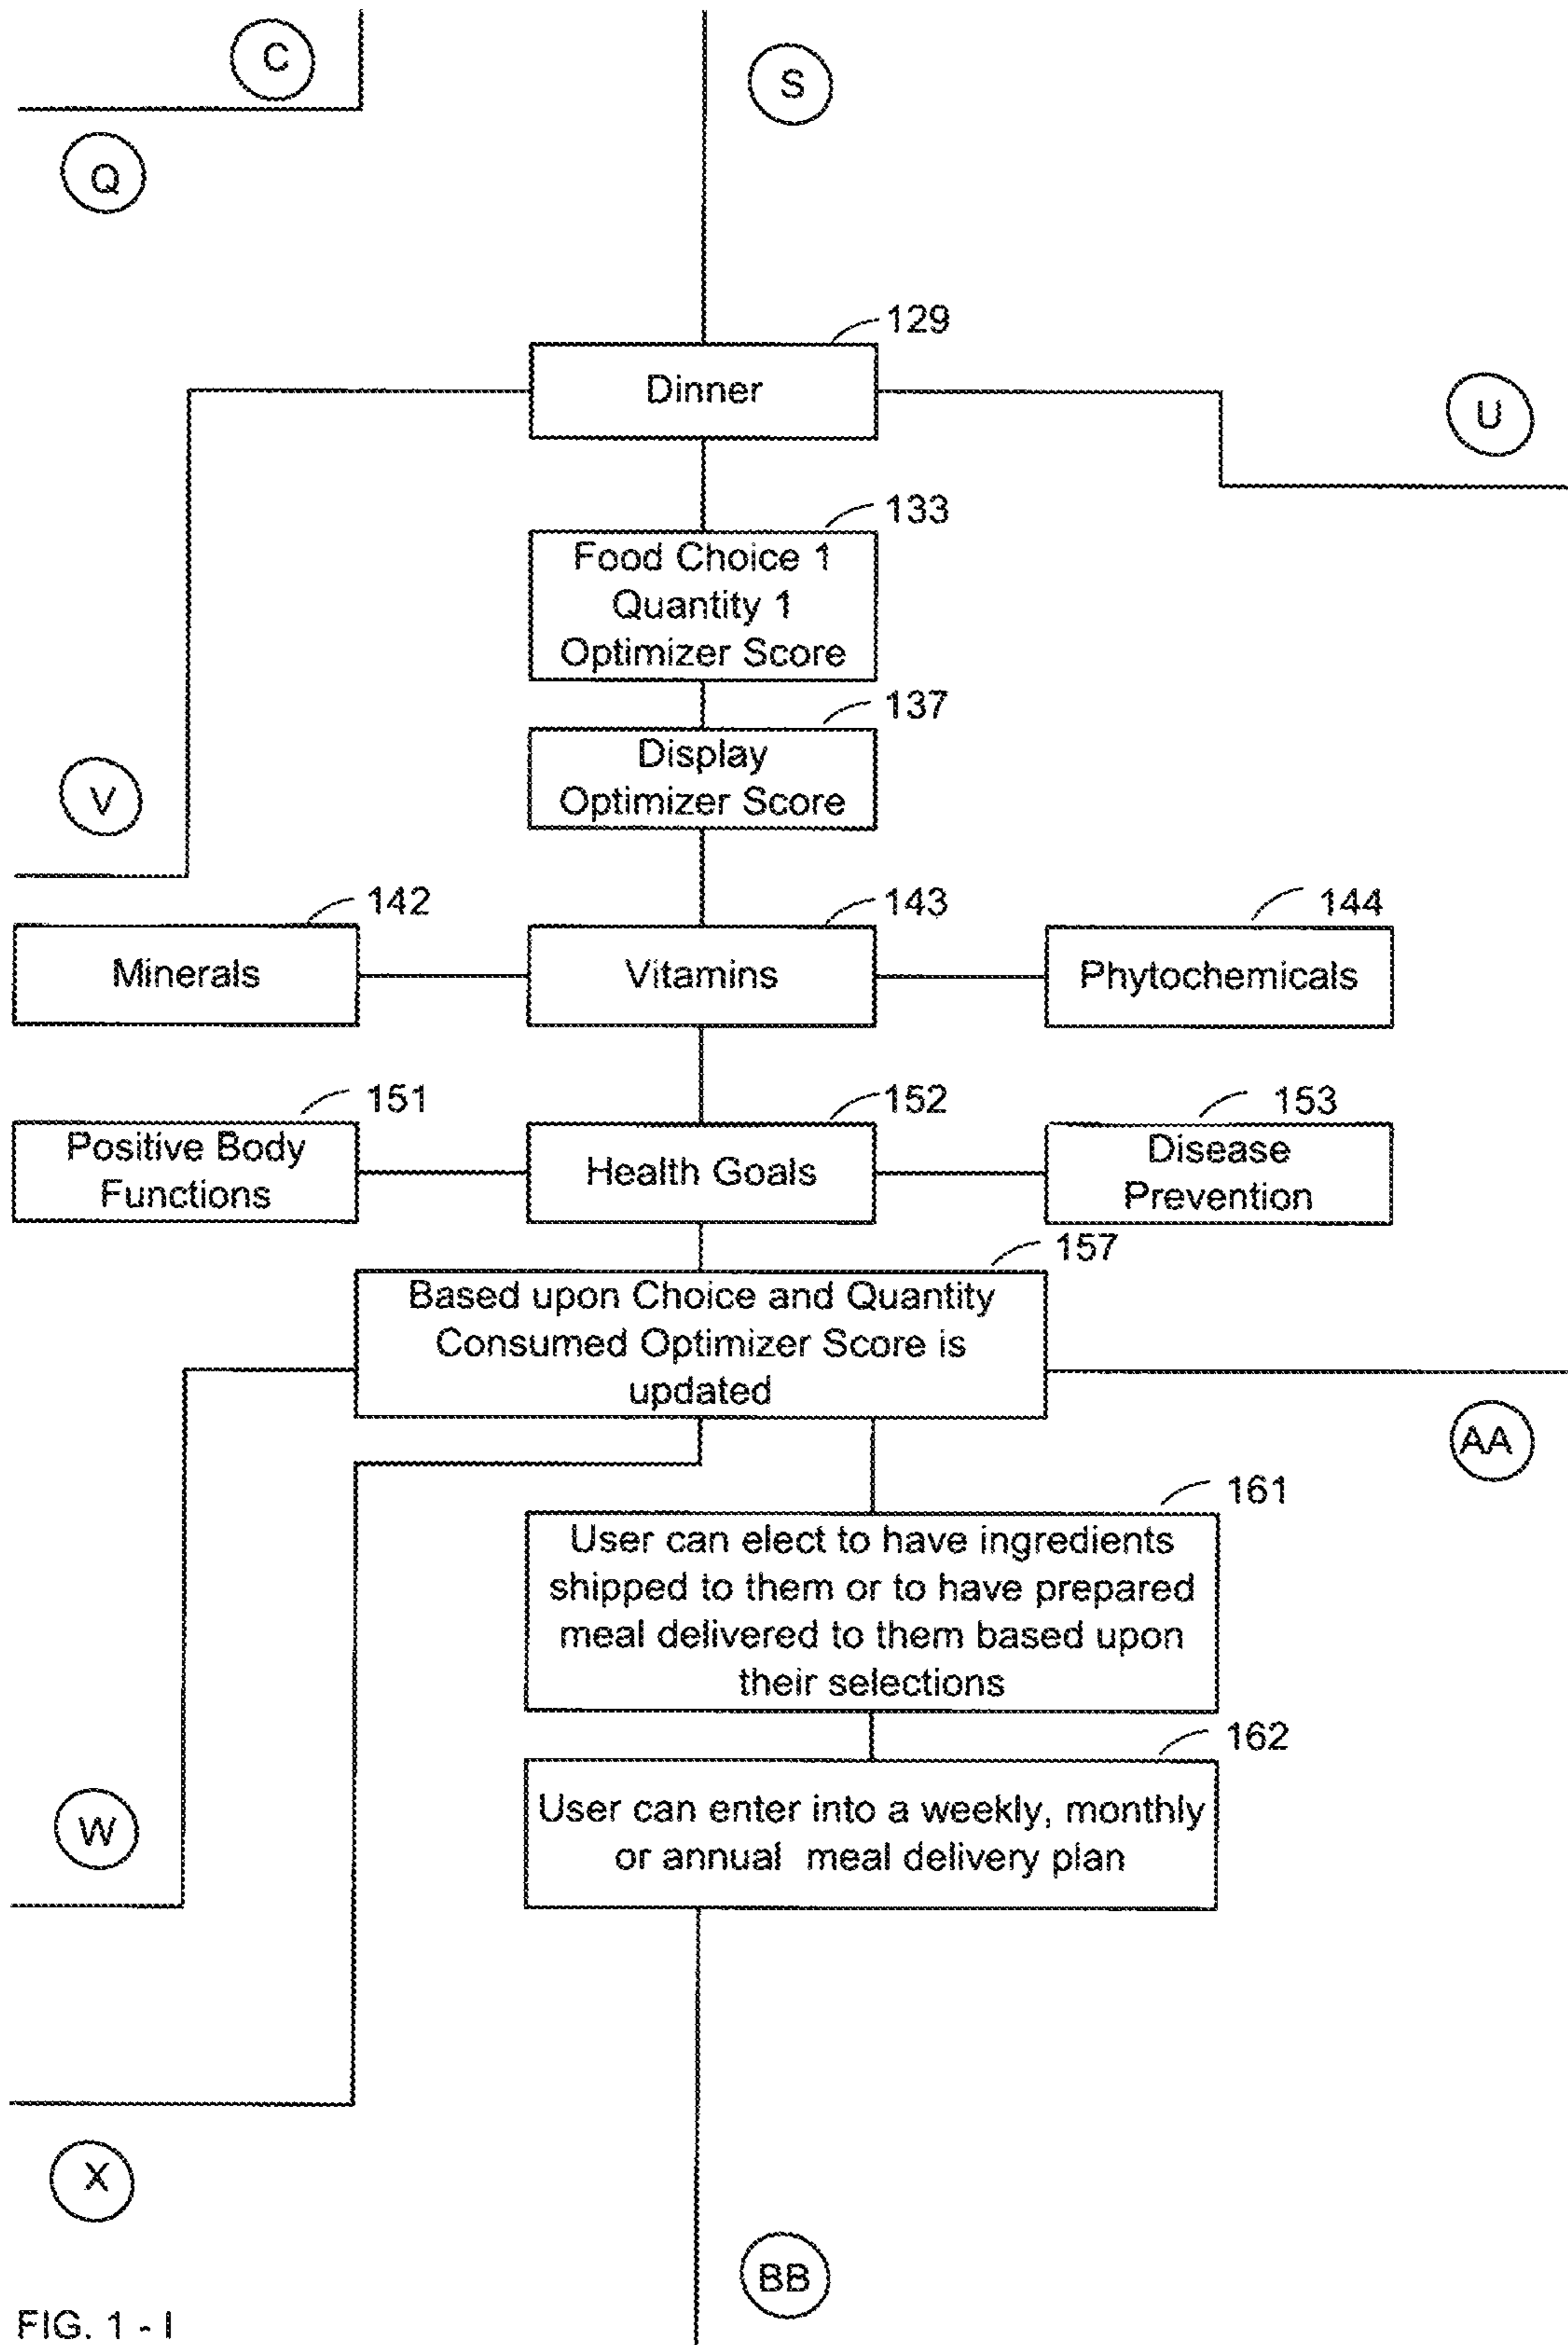 C
S
Q
129
Dinner
U
133
Food Choice 1
Quantity 1
Optimizer Score
137
Display
Optimizer Score
V
142
143
144
Minerals
Vitamins
Phytochemicals
151
152
153
Positive Body
Functions
Health Goals
Disease
Prevention
157
Based upon Choice and Quantity
Consumed Optimizer Score is
updated
AA
161
User can elect to have ingredients
shipped to them or to have prepared
meal delivered to them based upon
their selections
162
User can enter into a weekly, monthly
or annual meal delivery plan
W
X
BB
FIG. 1 - I